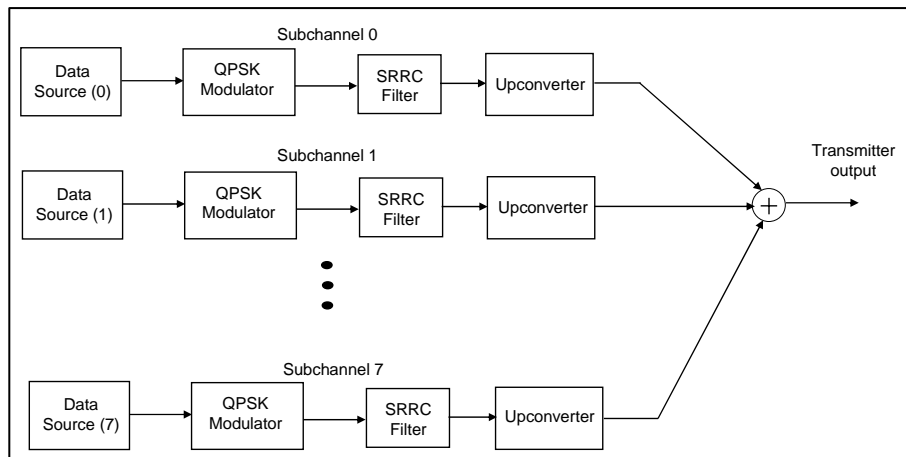 Subchannel 0
Data
Source (0)
QPSK
Modulator
SRRC
Filter
Upconverter
Subchannel 1
Data
Source (1)
QPSK
Modulator
SRRC
Filter
Upconverter
Transmitter
output
+
Subchannel 7
Data
Source (7)
QPSK
Modulator
SRRC
Filter
Upconverter